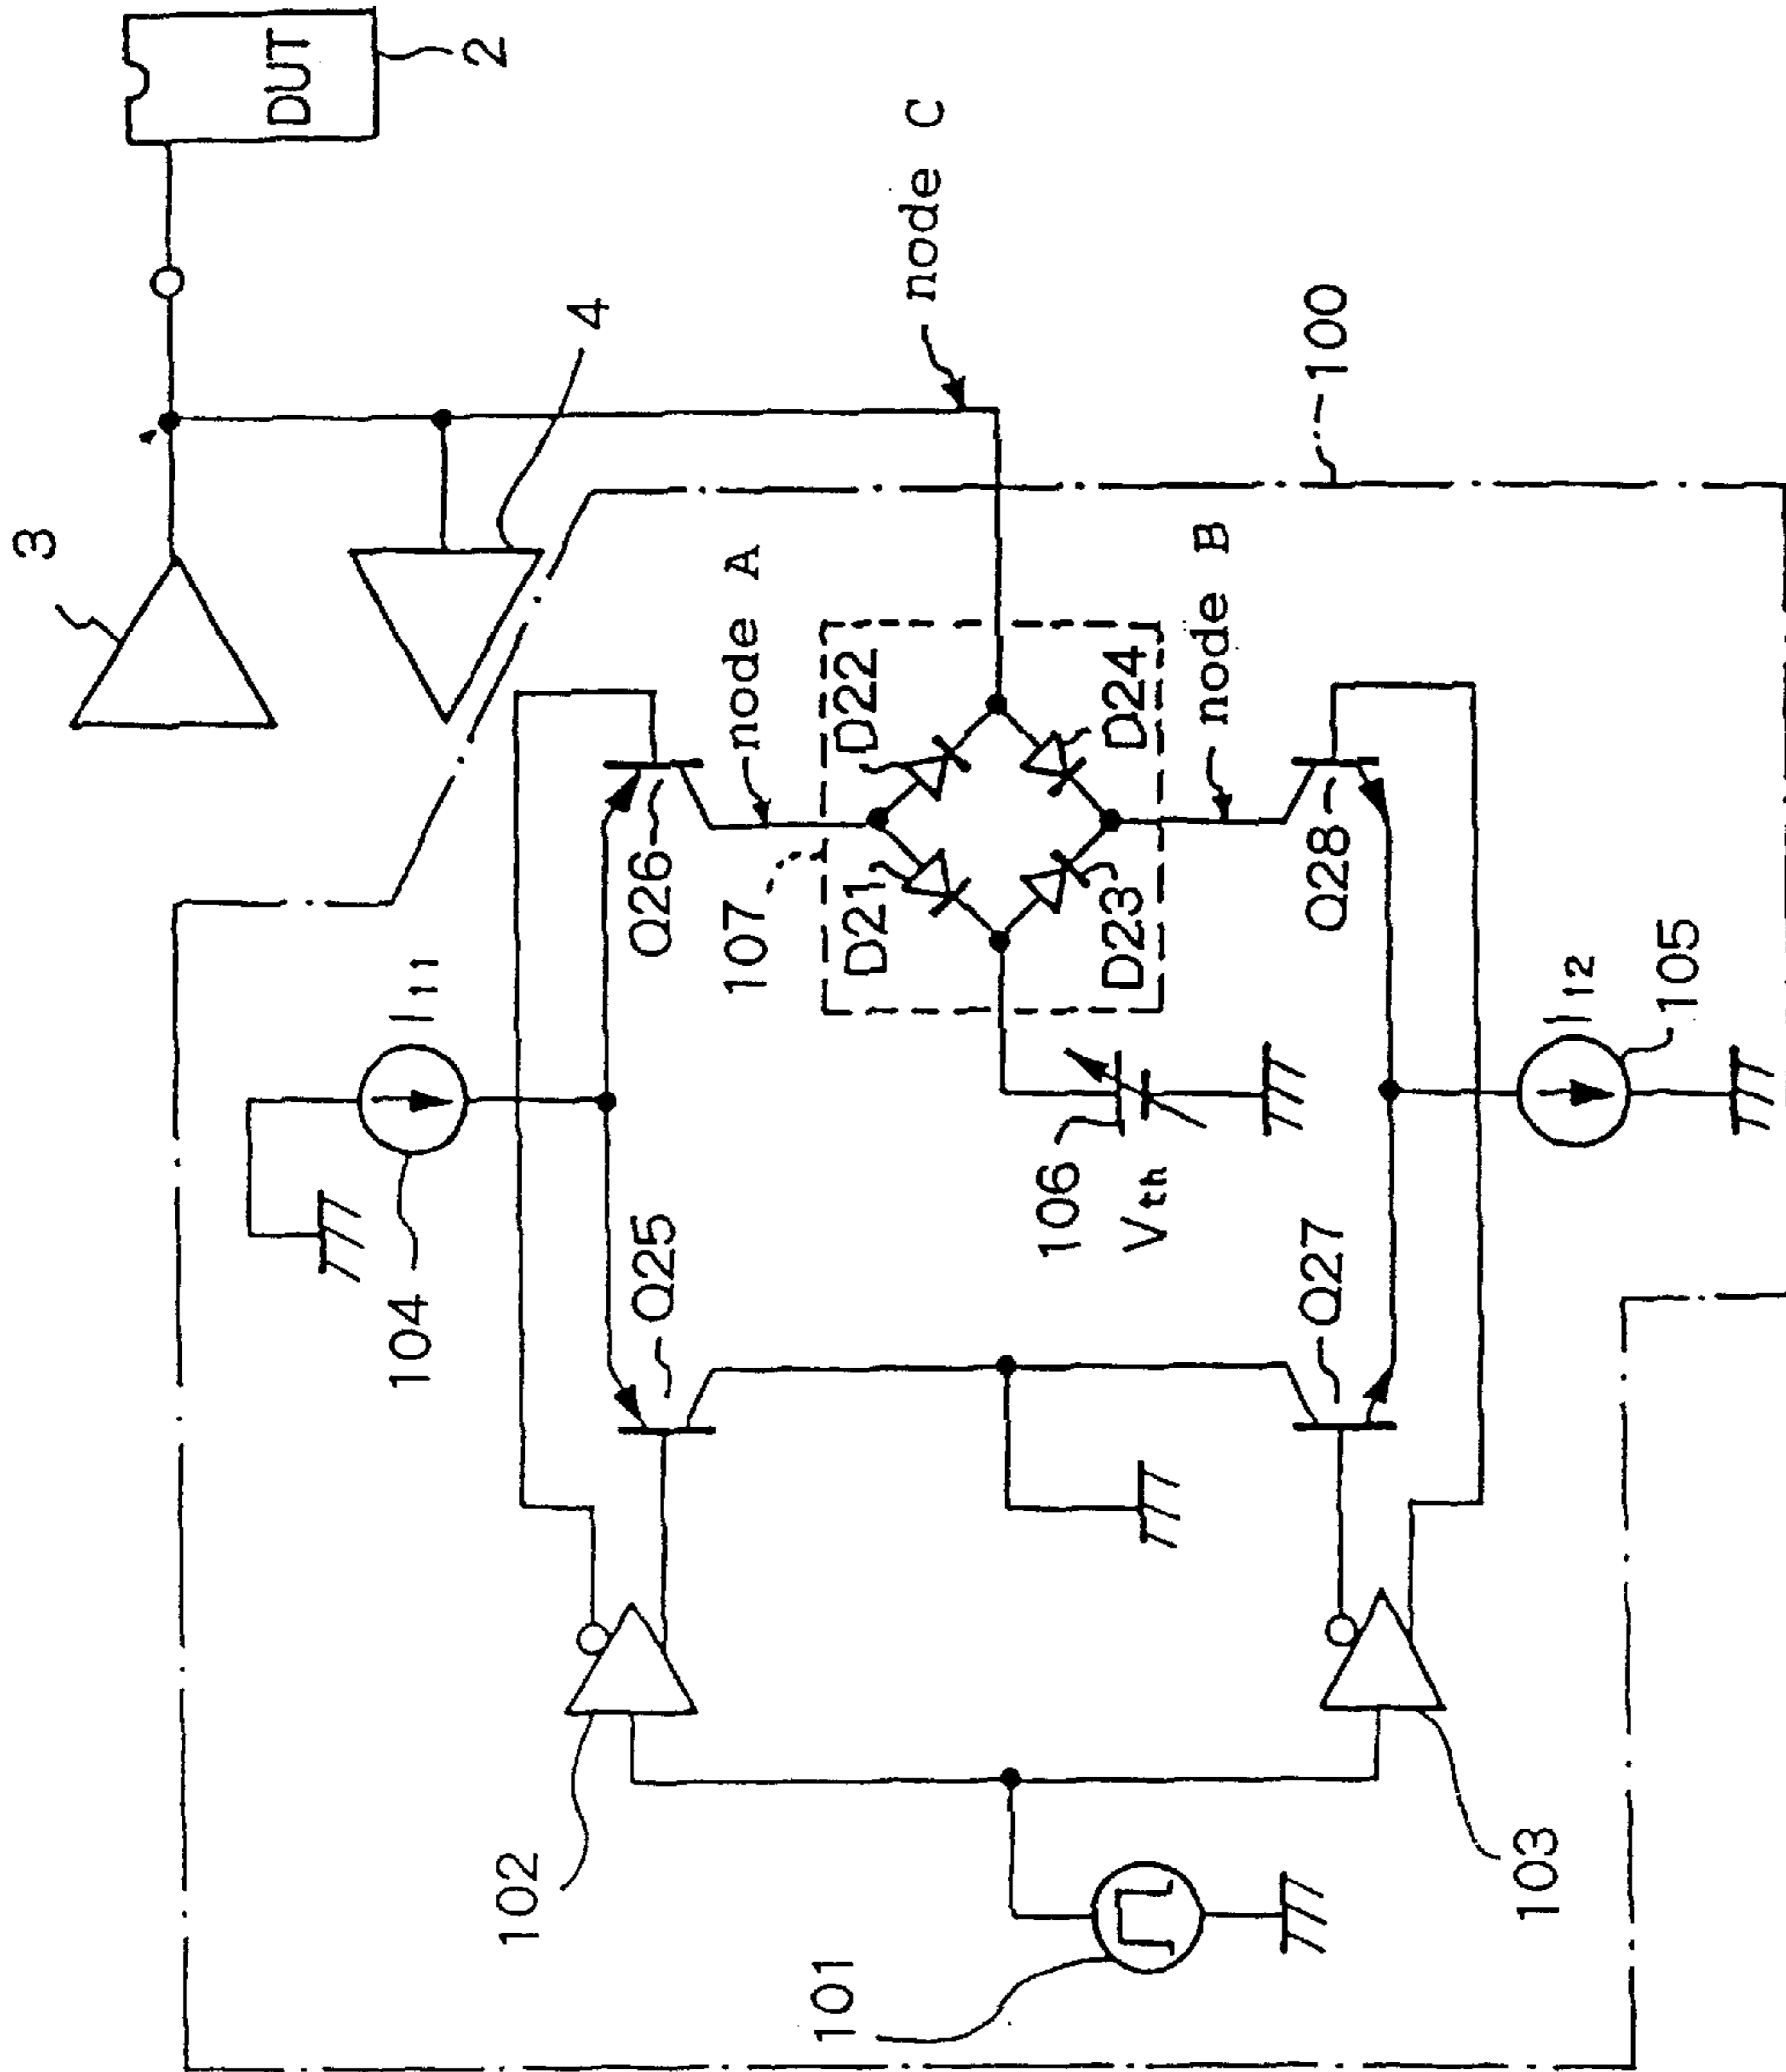 3
DUT
2
4
node C
104
I11
102
Q25
Q26
node A
107
D21
D22
D23
D24
node B
100
106
Vth
101
103
Q27
Q28
I12
105